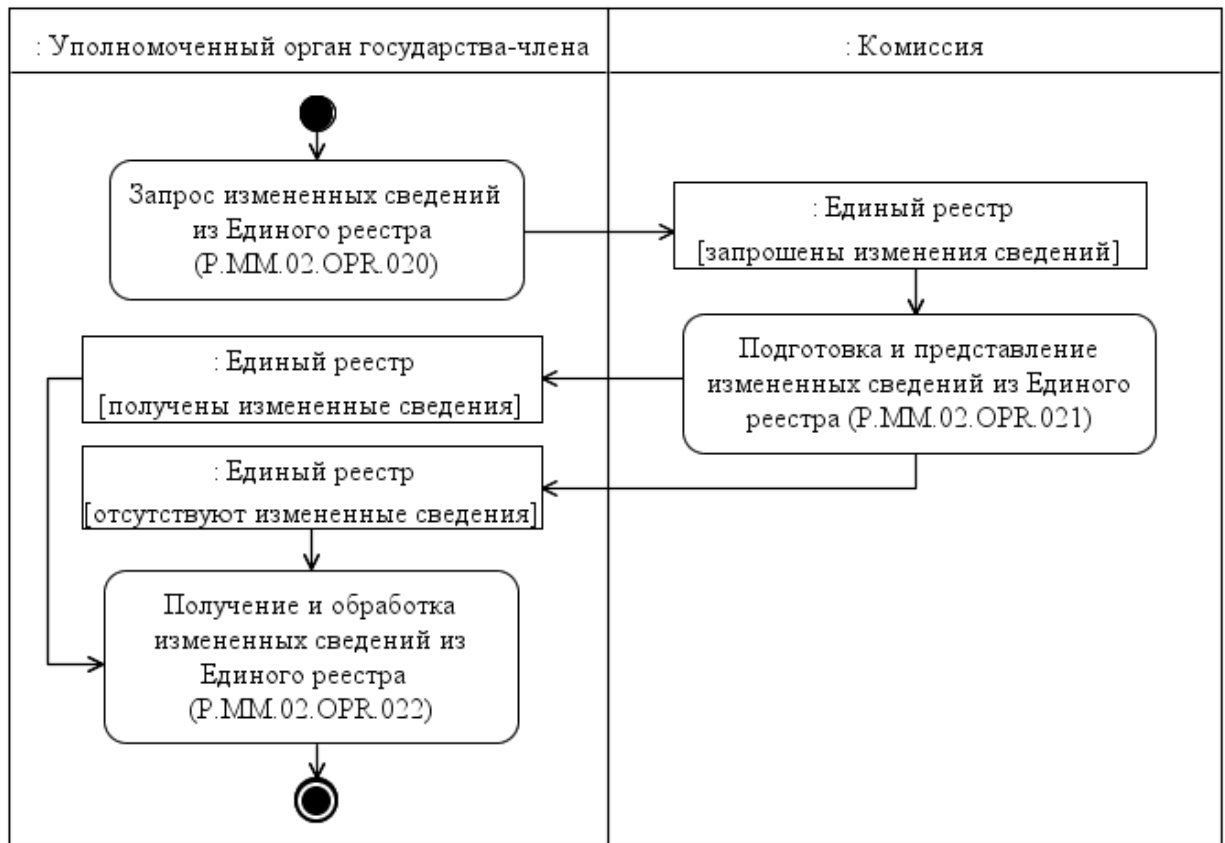 : Уполномоченный орган государства-члена
: Комиссия
Запрос измененных сведений
из Единого реестра
(P.MM.02.OPR.020)
: Единый реестр
[запрошены изменения сведений]
Подготовка и представление
измененных сведений из Единого
реестра (P.MM.02.OPR.021)
: Единый реестр
[получены измененные сведения]
: Единый реестр
[отсутствуют измененные сведения]
Получение и обработка
измененных сведений из
Единого реестра
(P.MM.02.OPR.022)